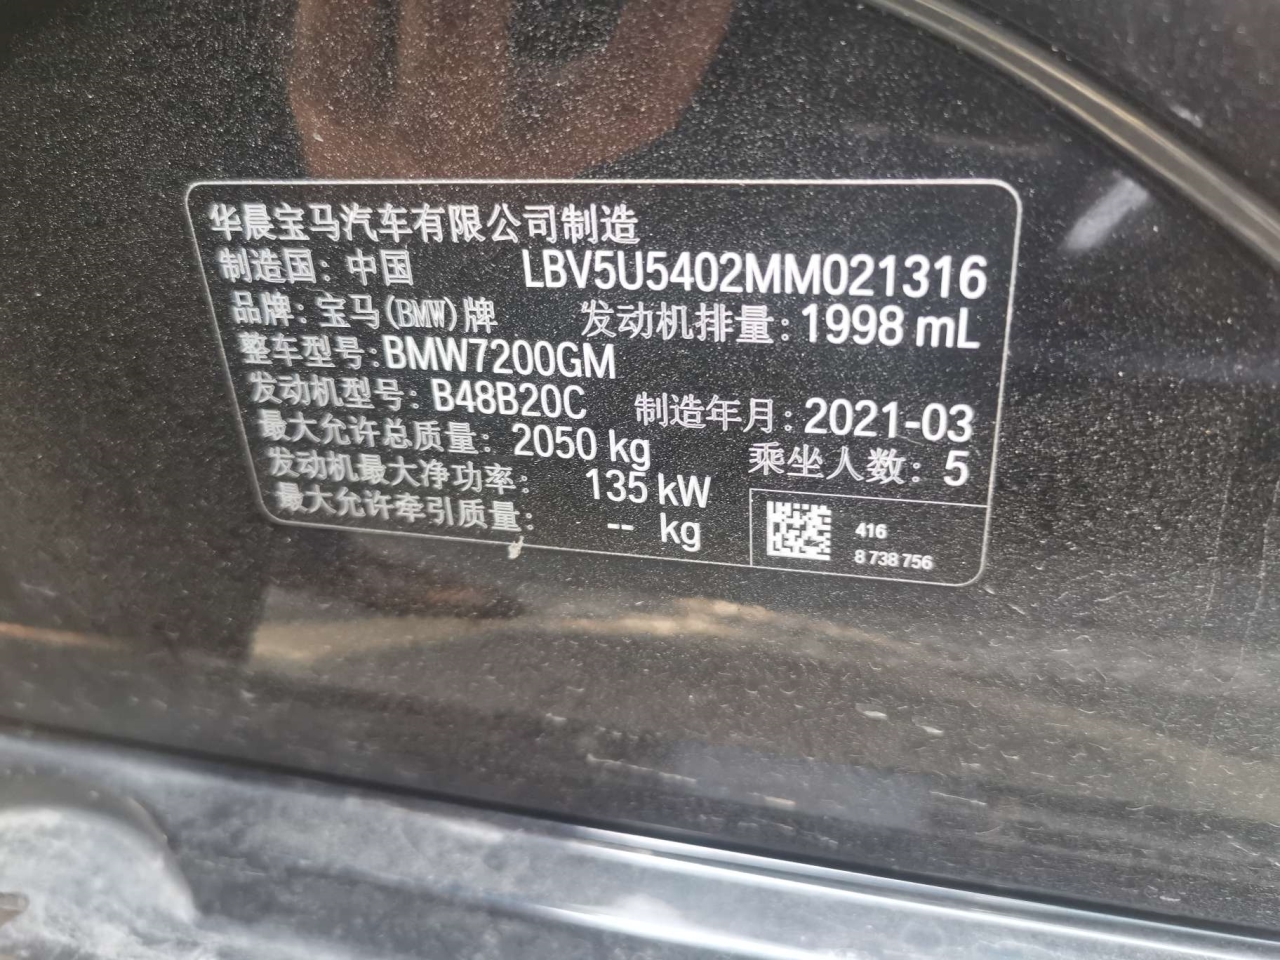 华晨宝马汽车有限公司制造
制造国：中国 LBV5U5402MM021316
品牌：宝马(BMW)牌 发动机排量：1998 mL
整车型号：BMW7200GM
发动机型号：B48B20C 制造年月：2021-03
最大允许总质量：2050 kg 乘坐人数：5
发动机最大净功率：135 kW
最大允许牵引质量：-- kg
416
8 738 756